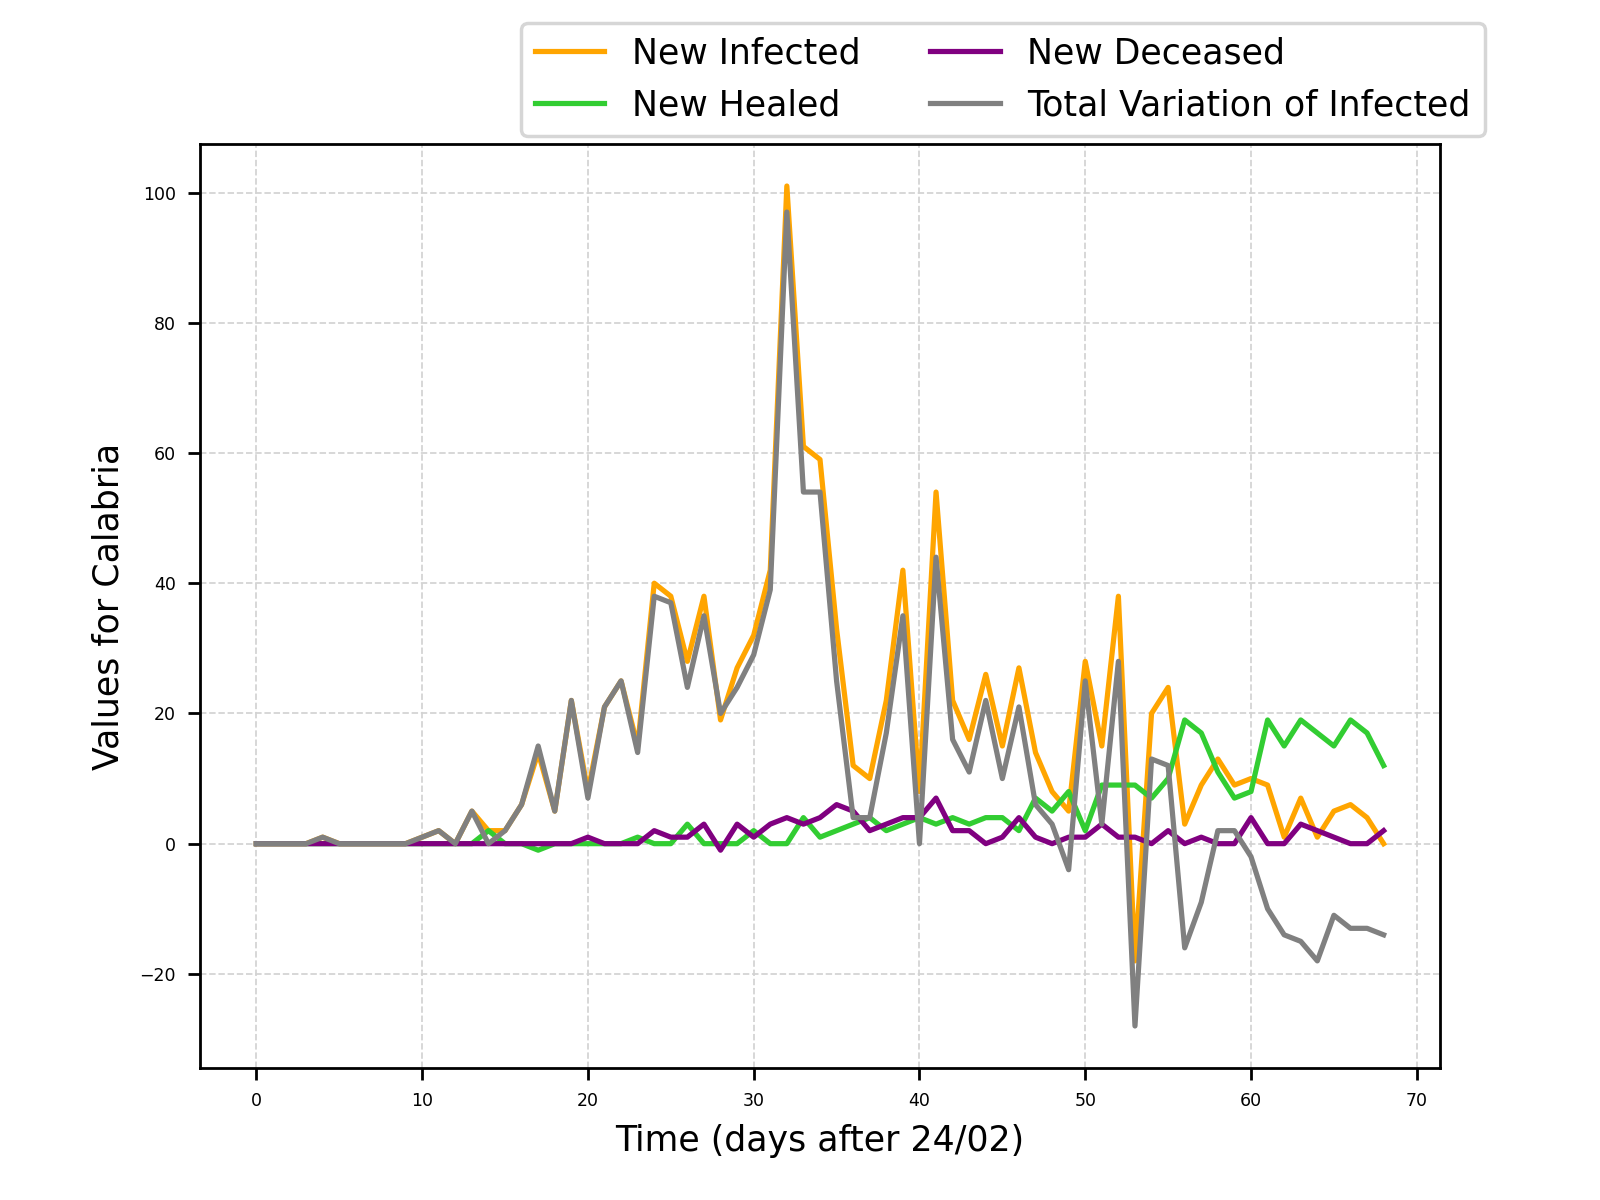 New Infected
New Healed
New Deceased
Total Variation of Infected
100
80
60
40
20
0
−20
Values for Calabria
0 10 20 30 40 50 60 70
Time (days after 24/02)